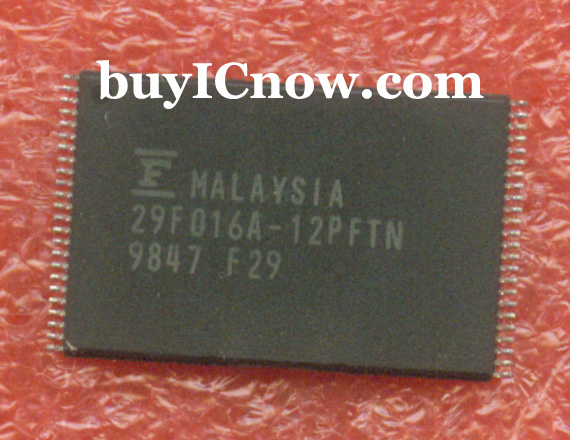 buyICnow.com
F MALAYSIA
29F016A-12PFTN
9847 F29